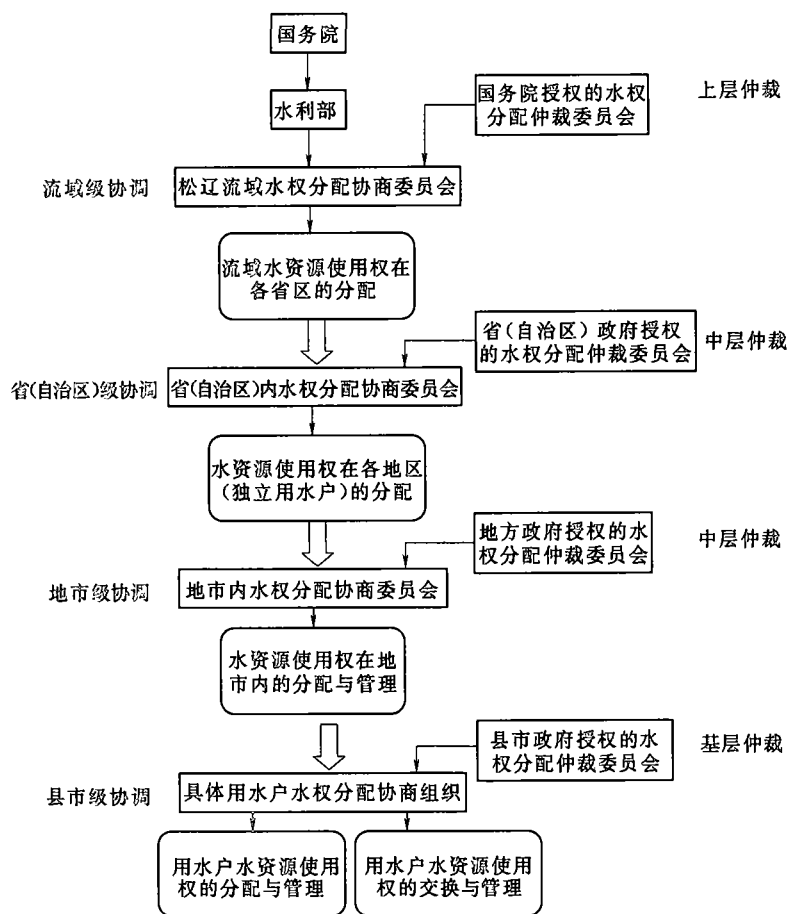 国务院
水利部
国务院授权的水权
分配仲裁委员会
上层仲裁
流域级协调
松辽流域水权分配协商委员会
流域水资源使用权在
各省区的分配
省(自治区)政府授权
的水权分配仲裁委员会
中层仲裁
省(自治区)级协调
省(自治区)内水权分配协商委员会
水资源使用权在各地区
(独立用水户)的分配
地方政府授权的水
权分配仲裁委员会
中层仲裁
地市级协调
地市内水权分配协商委员会
水资源使用权在地
市内的分配与管理
县市政府授权的水
权分配仲裁委员会
基层仲裁
县市级协调
具体用水户水权分配协商组织
用水户水资源使用
权的分配与管理
用水户水资源使用
权的交换与管理